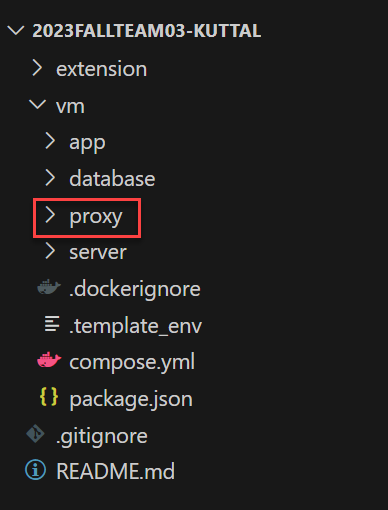 2023FALLTEAM03-KUTTAL
extension
vm
app
database
proxy
server
.dockerignore
.template_env
compose.yml
package.json
.gitignore
README.md